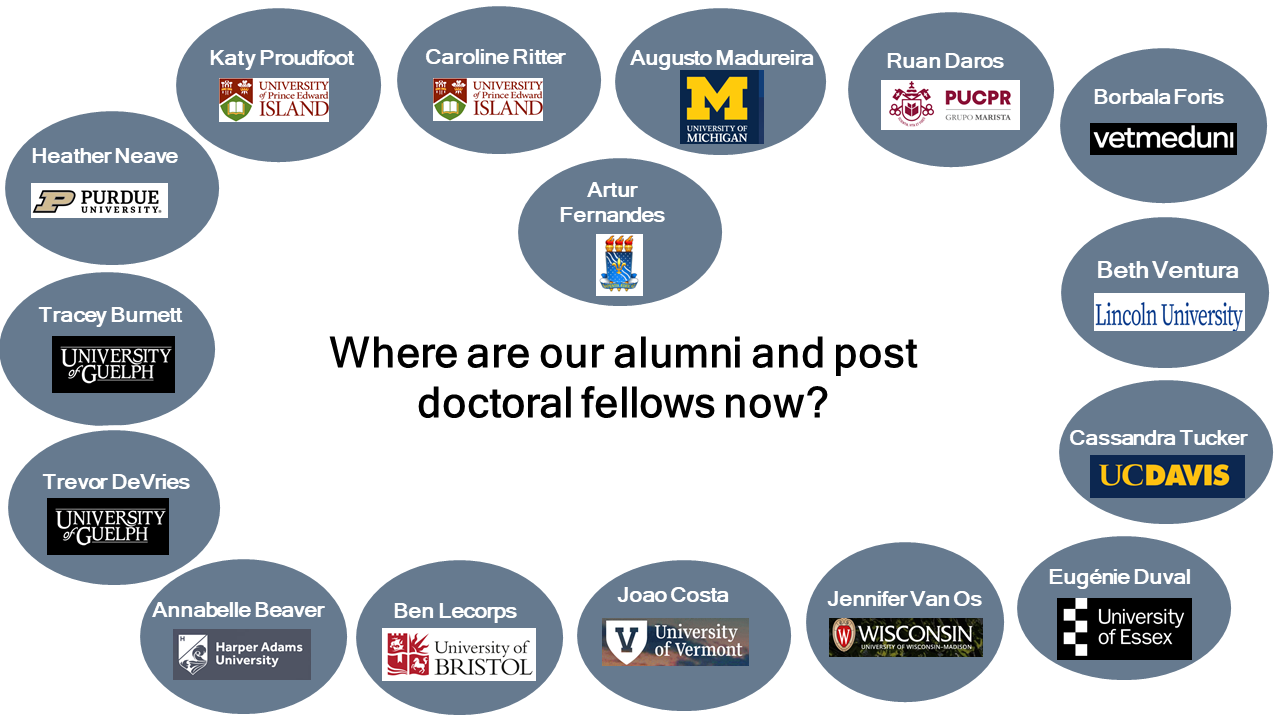 Katy Proudfoot
UNIVERSITY
of Prince Edward
ISLAND
Caroline Ritter
UNIVERSITY
of Prince Edward
ISLAND
Augusto Madureira
M
UNIVERSITY OF
MICHIGAN
Ruan Daros
PUCPR
GRUPO MARISTA
Borbala Foris
vetmeduni
Heather Neave
P PURDUE
UNIVERSITY®
Artur
Fernandes
Beth Ventura
Lincoln University
Tracey Burnett
UNIVERSITY
of GUELPH
Where are our alumni and post
doctoral fellows now?
Cassandra Tucker
UCDAVIS
Trevor DeVries
UNIVERSITY
of GUELPH
Annabelle Beaver
H
Harper Adams
University
Ben Lecorps
University of
BRISTOL
Joao Costa
V
University
of Vermont
Jennifer Van Os
W
WISCONSIN
UNIVERSITY OF WISCONSIN–MADISON
Eugénie Duval
University
of Essex